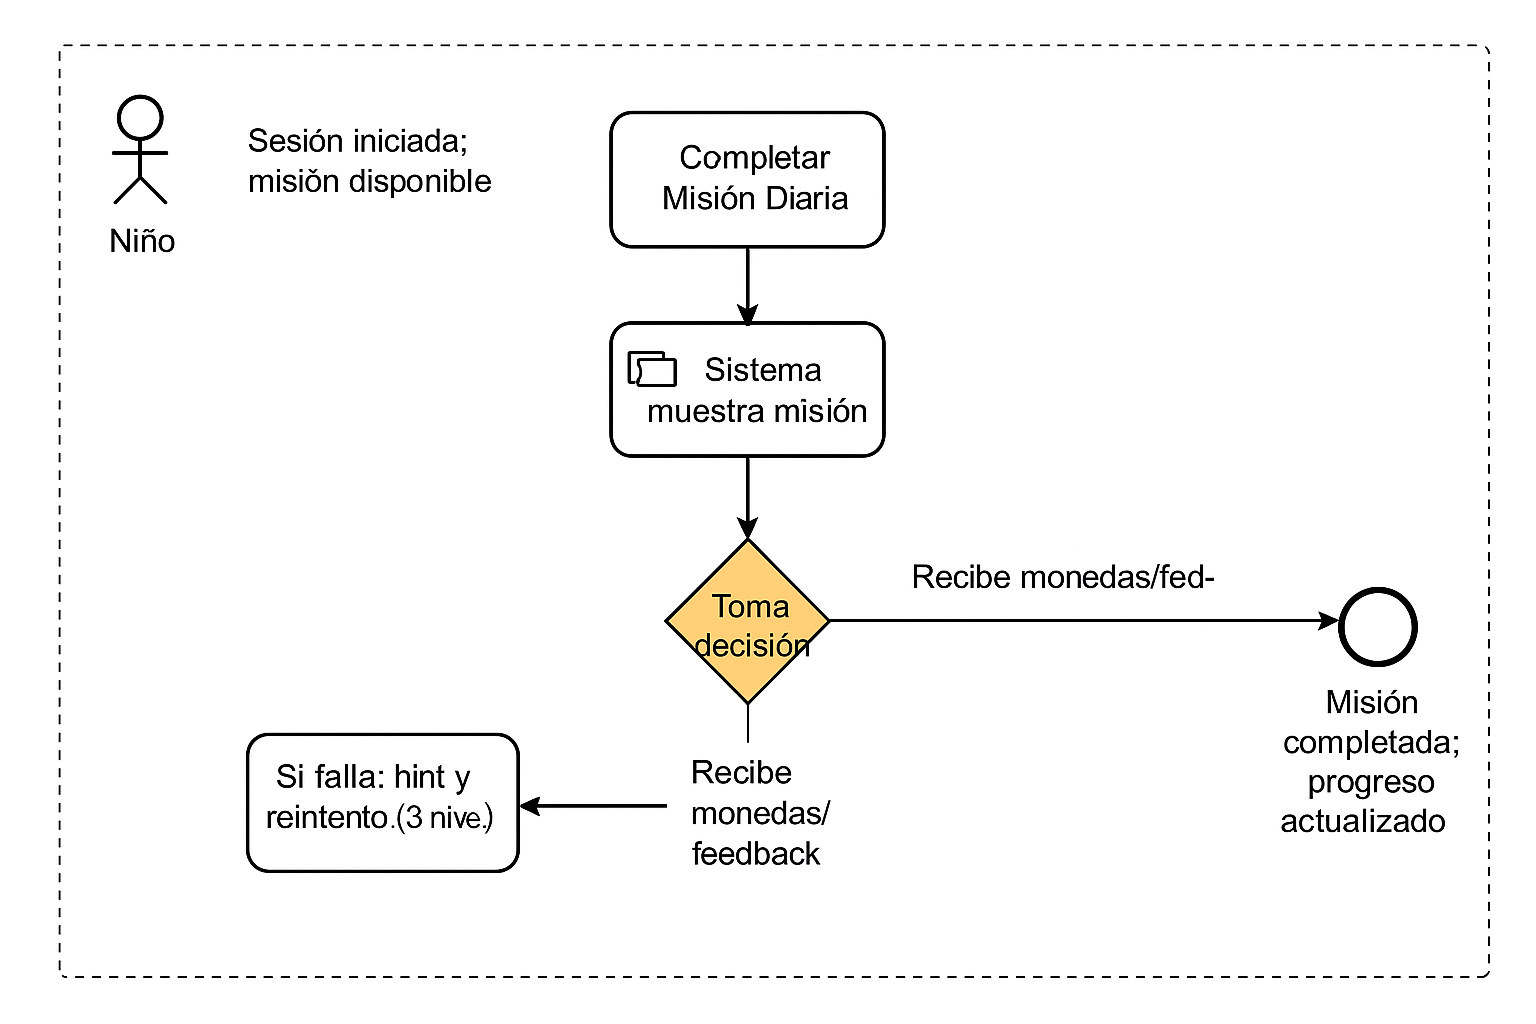 Sesión iniciada;
misiŏn disponible
Niño
Completar
Misión Diaria
Sistema
muestra misión
Toma
decisión
Recibe monedas/fed-
Misión
completada;
progreso
actualizado
Recibe
monedas/
feedback
Si falla: hint y
reintento.(3 nive.)